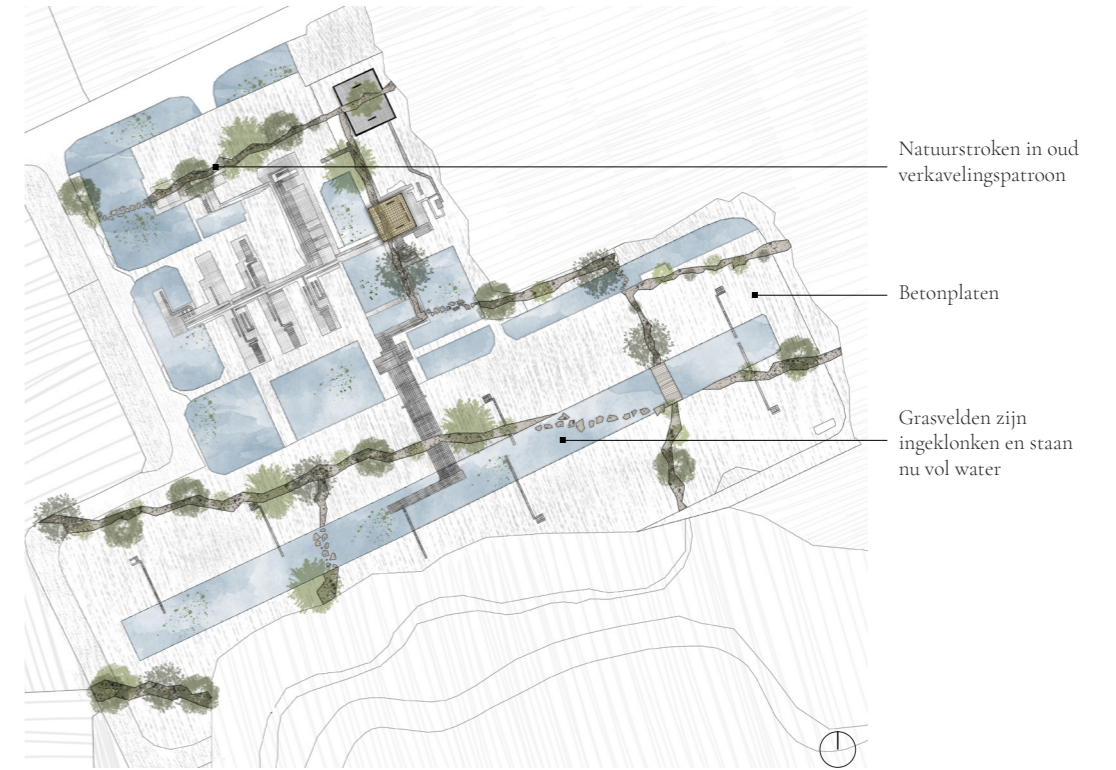 Natuurstroken in oud
verkavelingspatroon
Betonplaten
Grasvelden zijn
ingeklonken en staan
nu vol water